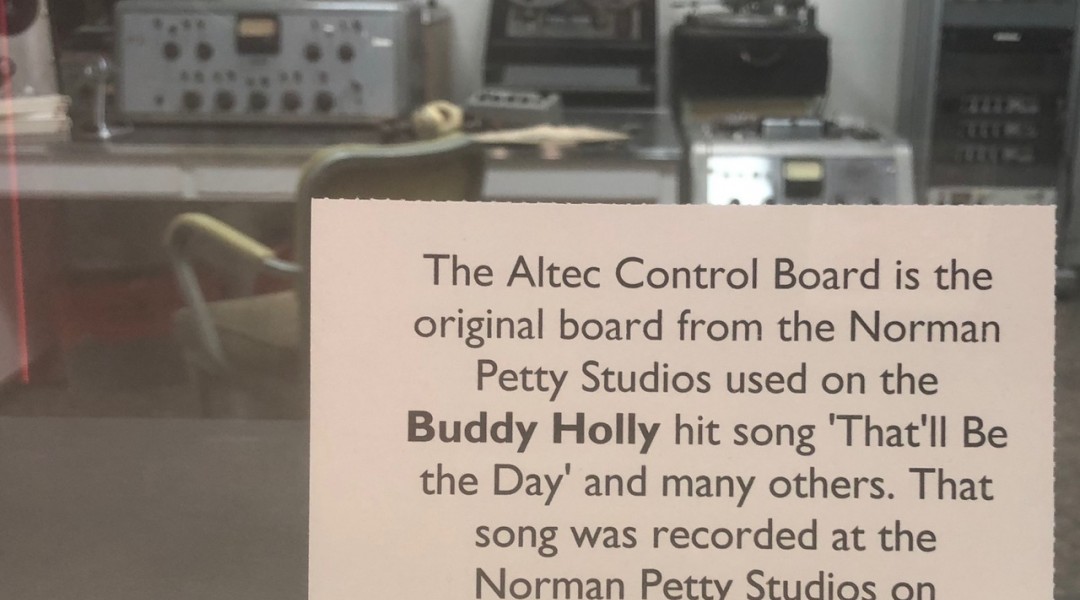 The Altec Control Board is the
original board from the Norman
Petty Studios used on the
Buddy Holly hit song 'That'll Be
the Day' and many others. That
song was recorded at the
Norman Petty Studios on